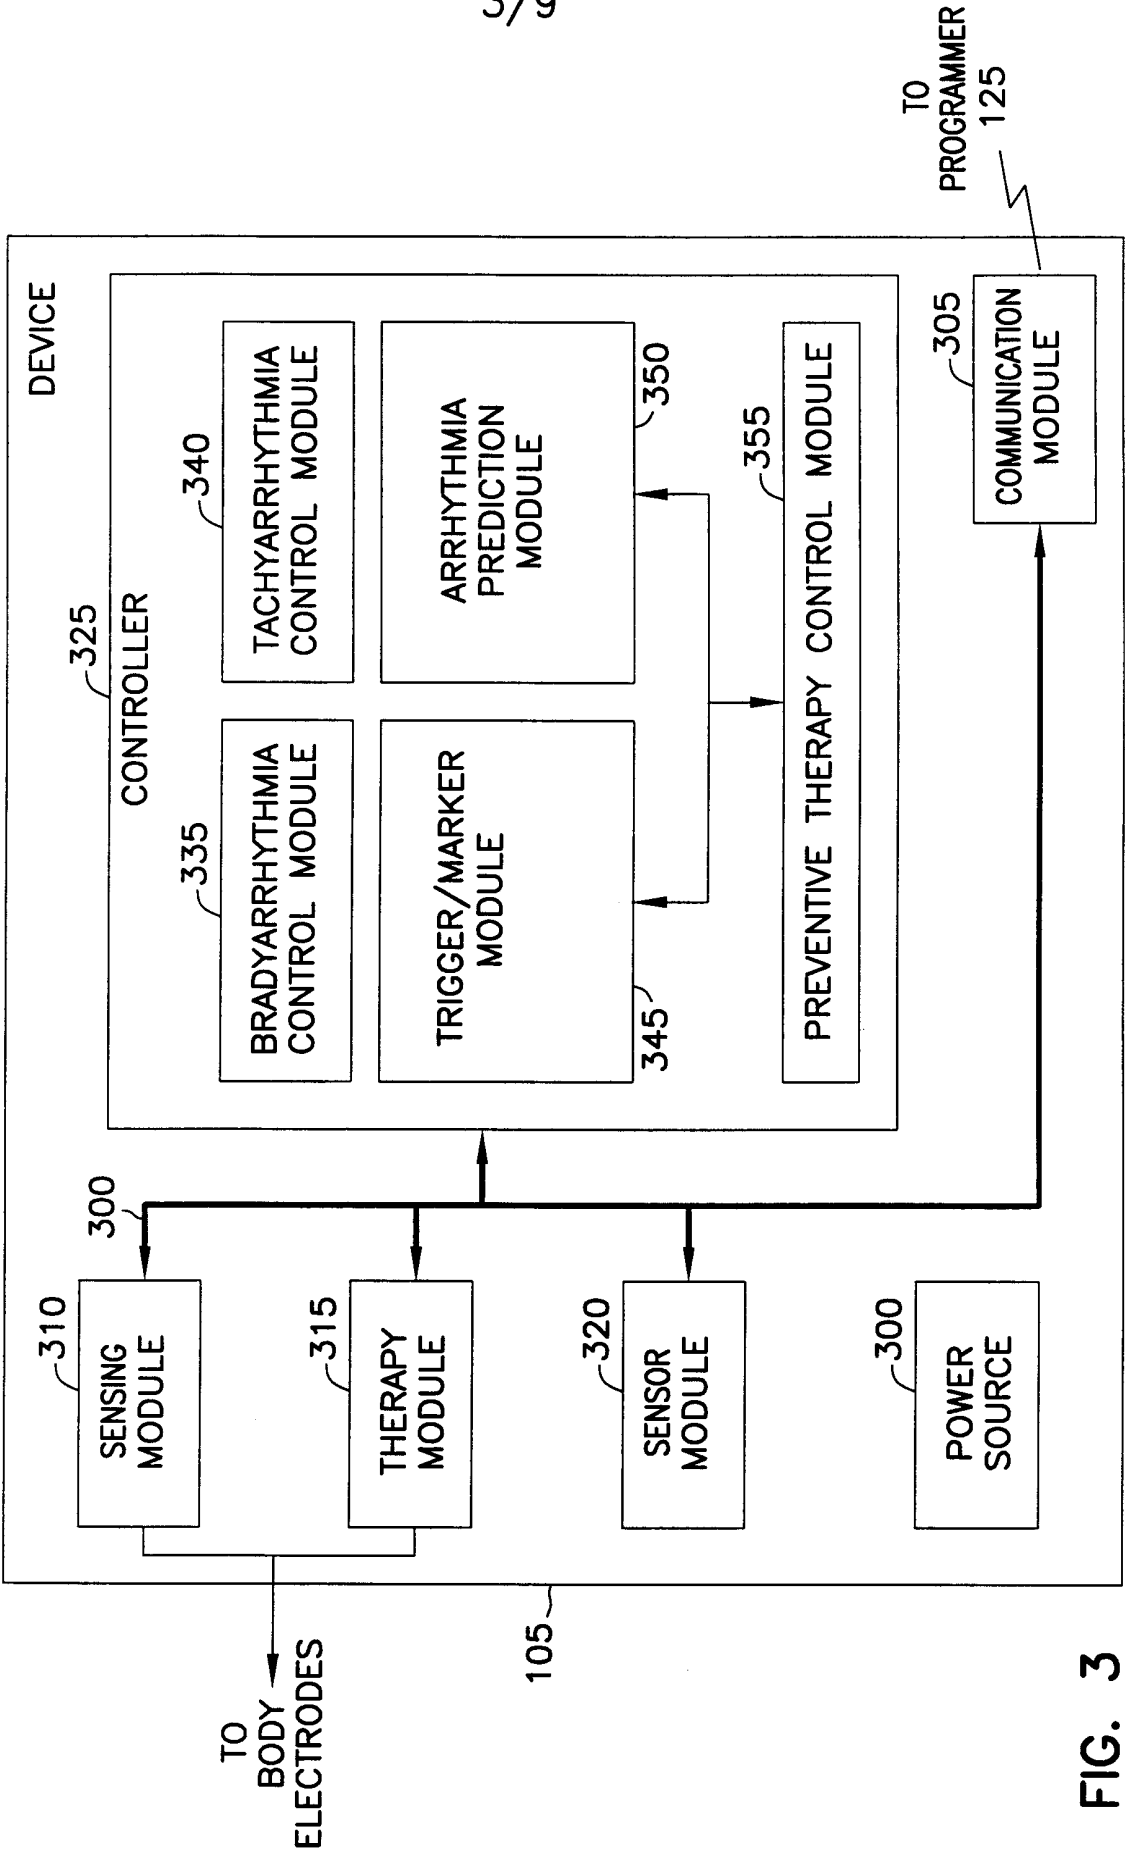 3/9
DEVICE
325
CONTROLLER
335
BRADYARRHYTHMIA
CONTROL MODULE
340
TACHYARRHYTHMIA
CONTROL MODULE
TRIGGER/MARKER
MODULE
345
ARRHYTHMIA
PREDICTION
MODULE
350
355
PREVENTIVE THERAPY CONTROL MODULE
300
310
SENSING
MODULE
315
THERAPY
MODULE
320
SENSOR
MODULE
300
POWER
SOURCE
305
COMMUNICATION
MODULE
TO
PROGRAMMER
125
TO
BODY
ELECTRODES
105
FIG. 3